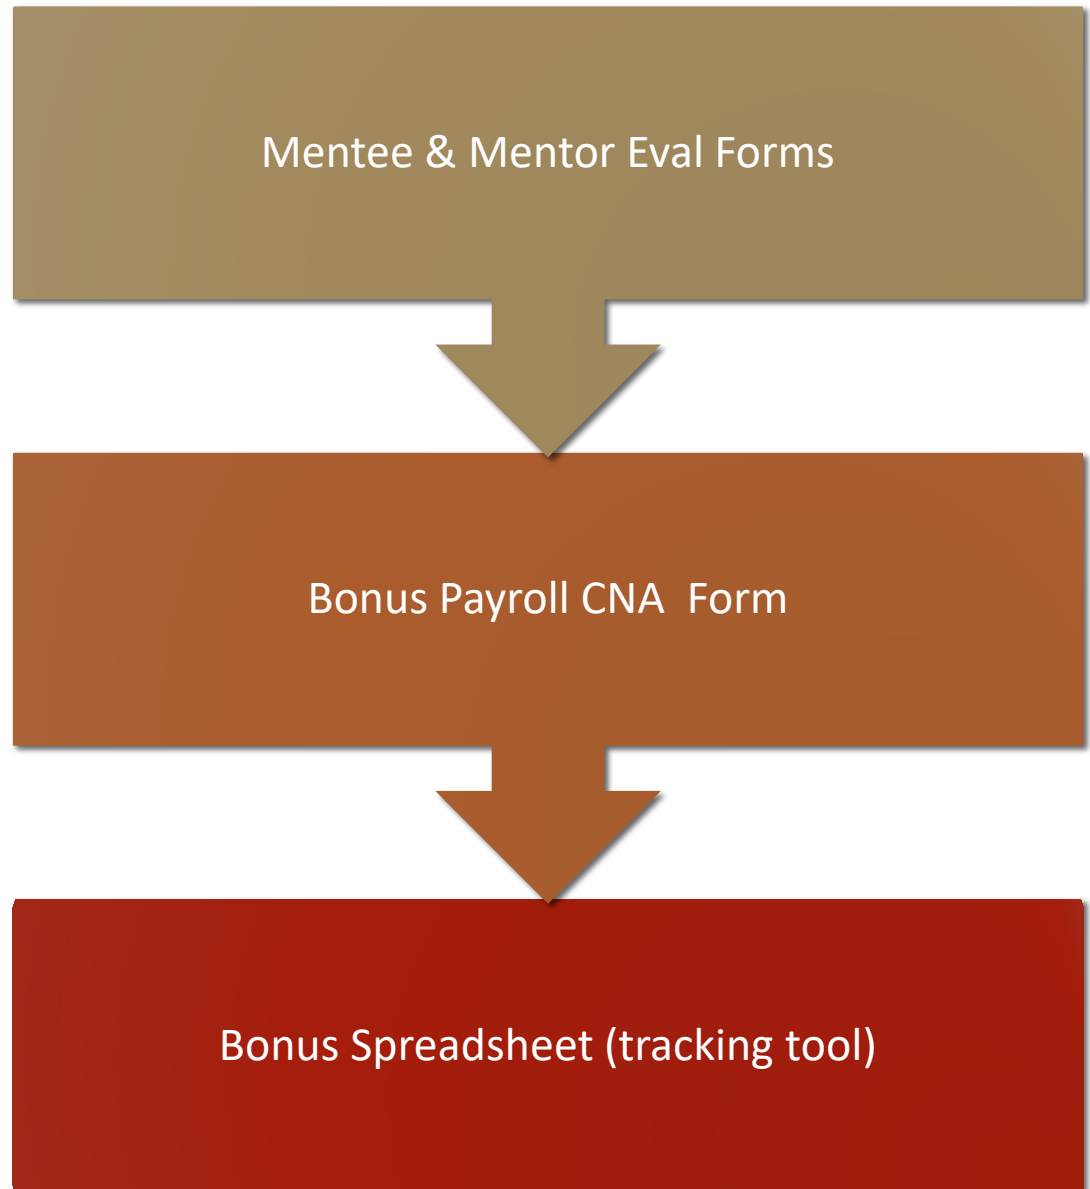 Mentee & Mentor Eval Forms
Bonus Payroll CNA  Form
Bonus Spreadsheet (tracking tool)